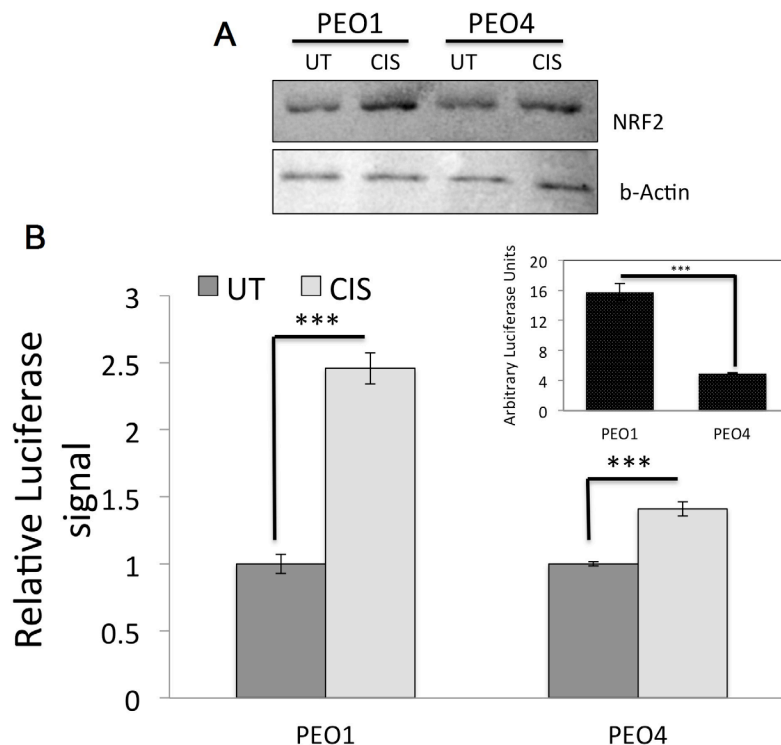 A
PEO1 PEO4
UT CIS UT CIS
NRF2
b-Actin
B
UT CIS
Relative Luciferase
signal
3
2.5
2
1.5
1
0.5
0
***
***
PEO1 PEO4
Arbitrary Luciferase Units
20
16
12
8
4
0
***
PEO1 PEO4